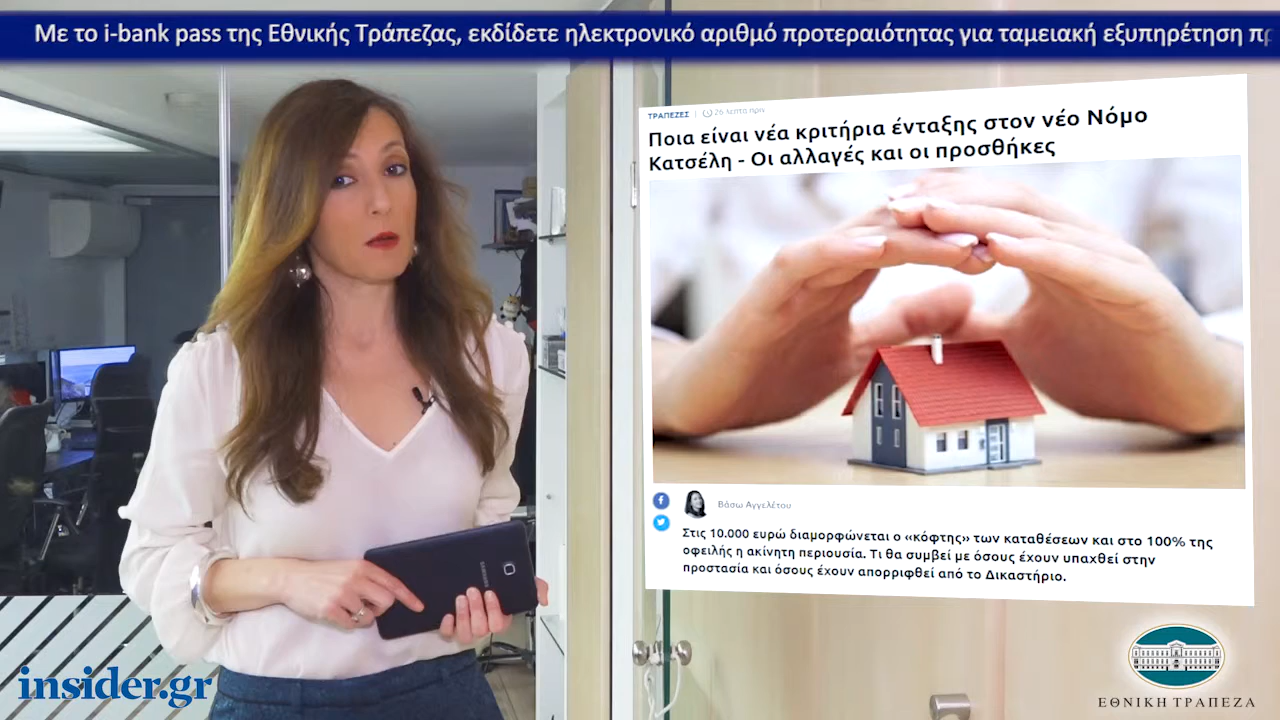 Με το i-bank pass της Εθνικής Τράπεζας, εκδίδετε ηλεκτρονικό αριθμό προτεραιότητας για ταμειακή εξυπηρέτηση
ΤΡΑΠΕΖΕΣ | 26 λεπτά πριν
Ποια είναι νέα κριτήρια ένταξης στον νέο Νόμο
Κατσέλη - Οι αλλαγές και οι προσθήκες
Βάσω Αγγελέτου
Στις 10.000 ευρώ διαμορφώνεται ο «κόφτης» των καταθέσεων και στο 100% της
οφειλής η ακίνητη περιουσία. Τι θα συμβεί με όσους έχουν υπαχθεί στην
προστασία και όσους έχουν απορριφθεί από το Δικαστήριο.
SAMSUNG
insider.gr
ΕΘΝΙΚΗ ΤΡΑΠΕΖΑ